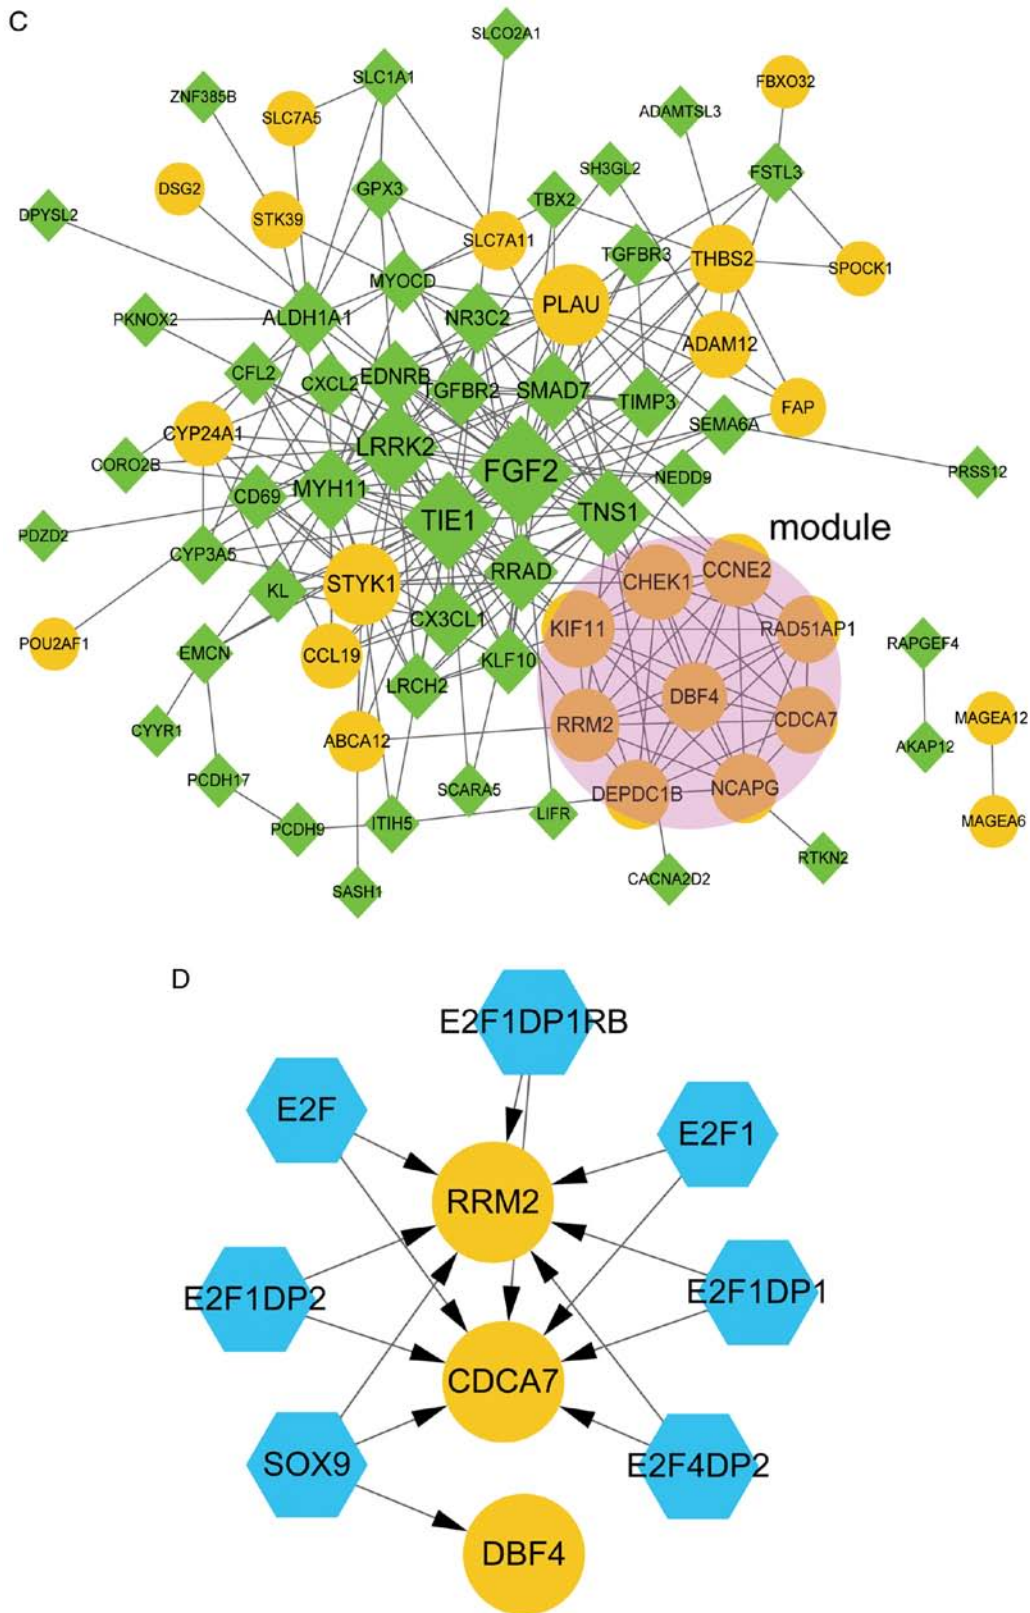 C
SLCO2A1
SLC1A1
FBXO32
ZNF385B
SLC7A5
ADAMTSL3
SH3GL2
FSTL3
DSG2
GPX3
TBX2
DPYSL2
STK39
SLC7A11
TGFBR3
THBS2
SPOCK1
MYOCD
PLAU
PKNOX2
ALDH1A1
NR3C2
ADAM12
CFL2
CXCL2
EDNRB
TGFBR2
SMAD7
TIMP3
FAP
CYP24A1
LRRK2
SEMA6A
CORO2B
FGF2
NEDD9
PRSS12
CD69
MYH11
TIE1
TNS1
PDZD2
module
CYP3A5
STYK1
RRAD
CHEK1
CCNE2
KL
CX3CL1
KIF11
RAD51AP1
POU2AF1
EMCN
CCL19
KLF10
RAPGEF4
LRCH2
DBF4
CYYR1
ABCA12
RRM2
CDCA7
MAGEA12
AKAP12
PCDH17
SCARA5
DEPDC1B
NCAPG
PCDH9
ITIH5
LIFR
MAGEA6
SASH1
CACNA2D2
RTKN2
D
E2F1DP1RB
E2F
E2F1
RRM2
E2F1DP2
E2F1DP1
CDCA7
SOX9
E2F4DP2
DBF4